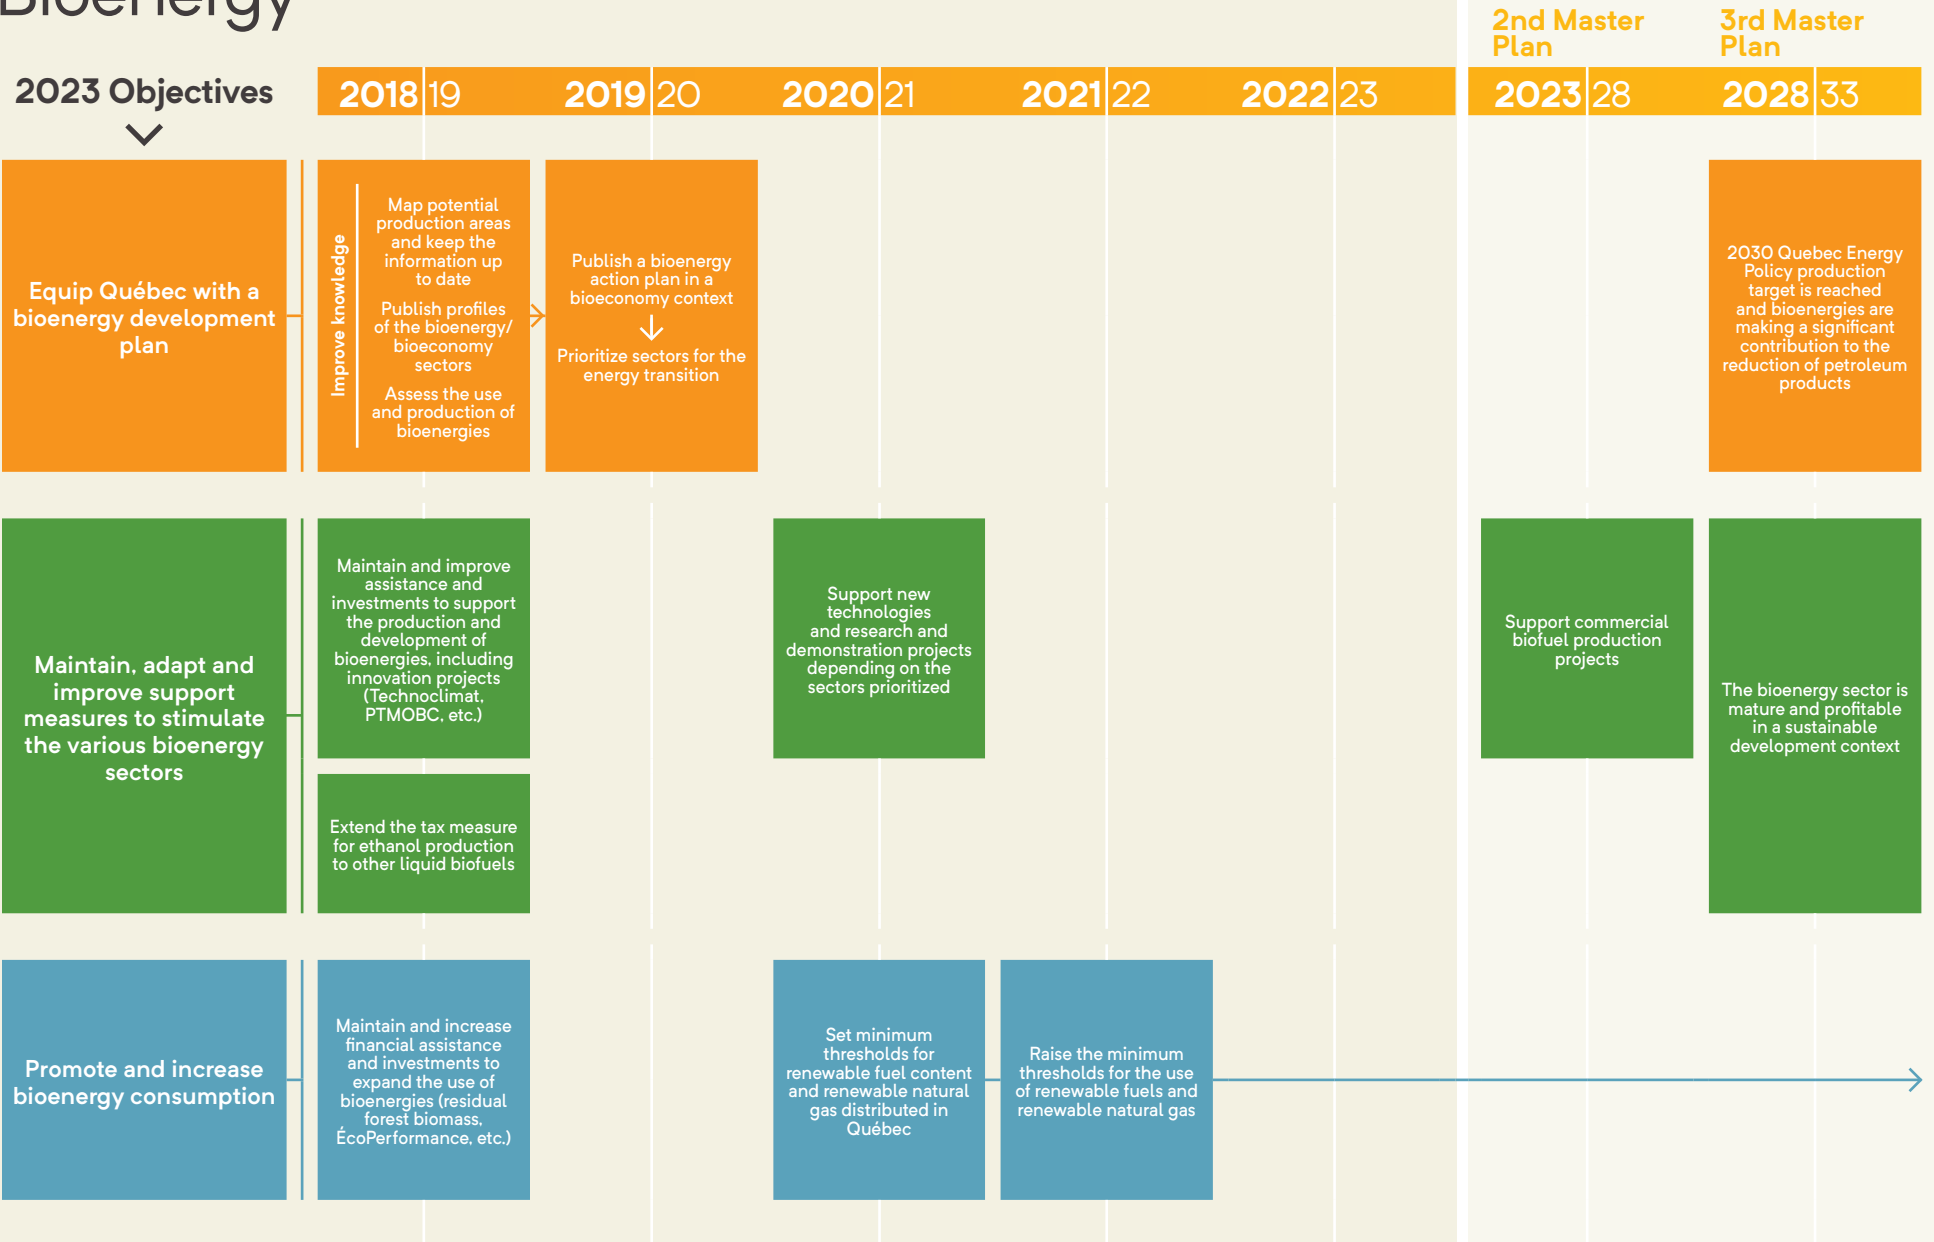 Bioenergy
2nd Master
Plan
3rd Master
Plan
2023 Objectives
2018|19
2019|20
2020|21
2021|22
2022|23
2023|28
2028|33
Equip Québec with a
bioenergy development
plan
Improve knowledge
Map potential
production areas
and keep the
information up
to date
Publish profiles
of the bioenergy/
bioeconomy
sectors
Assess the use
and production of
bioenergies
Publish a bioenergy
action plan in a
bioeconomy context
Prioritize sectors for the
energy transition
2030 Quebec Energy
Policy production
target is reached
and bioenergies are
making a significant
contribution to the
reduction of petroleum
products
Maintain, adapt and
improve support
measures to stimulate
the various bioenergy
sectors
Maintain and improve
assistance and
investments to support
the production and
development of
bioenergies, including
innovation projects
(Technoclimat,
PTMOBC, etc.)
Extend the tax measure
for ethanol production
to other liquid biofuels
Support new
technologies
and research and
demonstration projects
depending on the
sectors prioritized
Support commercial
biofuel production
projects
The bioenergy sector is
mature and profitable
in a sustainable
development context
Promote and increase
bioenergy consumption
Maintain and increase
financial assistance
and investments to
expand the use of
bioenergies (residual
forest biomass,
ÉcoPerformance, etc.)
Set minimum
thresholds for
renewable fuel content
and renewable natural
gas distributed in
Québec
Raise the minimum
thresholds for the use
of renewable fuels and
renewable natural gas